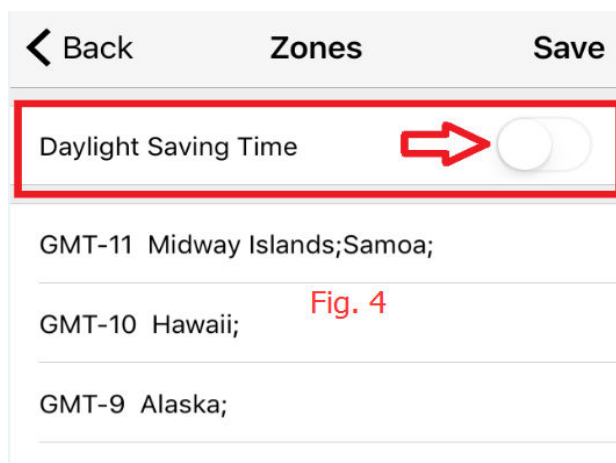 Back Zones Save
Daylight Saving Time
GMT-11 Midway Islands;Samoa;
Fig. 4
GMT-10 Hawaii;
GMT-9 Alaska;